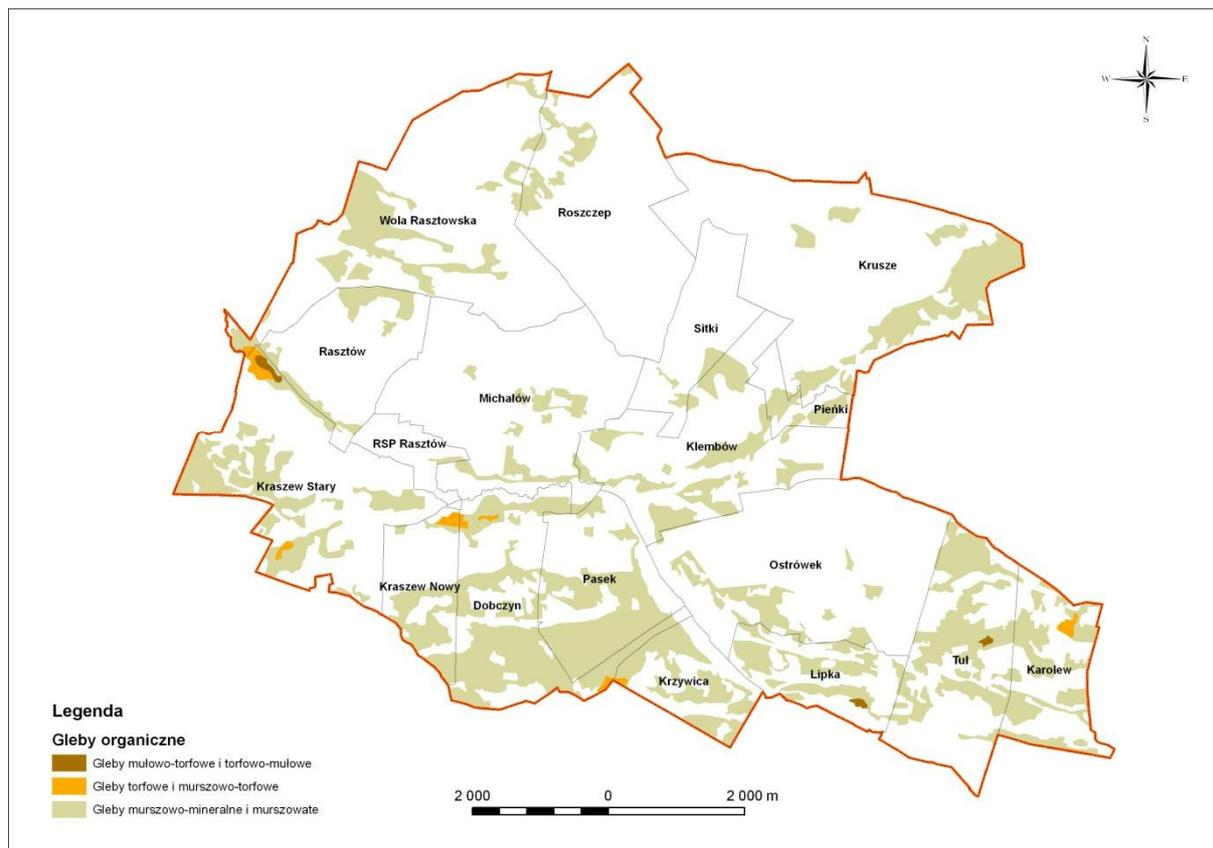 N
W E
S
Roszczep
Wola Rasztowska
Krusze
Sitki
Rasztów
Michałów
Pieńki
RSP Rasztów
Klembów
Kraszew Stary
Ostrówek
Pasek
Kraszew Nowy
Dobczyn
Tuł
Karolew
Lipka
Krzywica
Legenda
Gleby organiczne
Gleby mułowo-torfowe i torfowo-mułowe
Gleby torfowe i murszowo-torfowe
Gleby murszowo-mineralne i murszowate
2 000 0 2 000 m